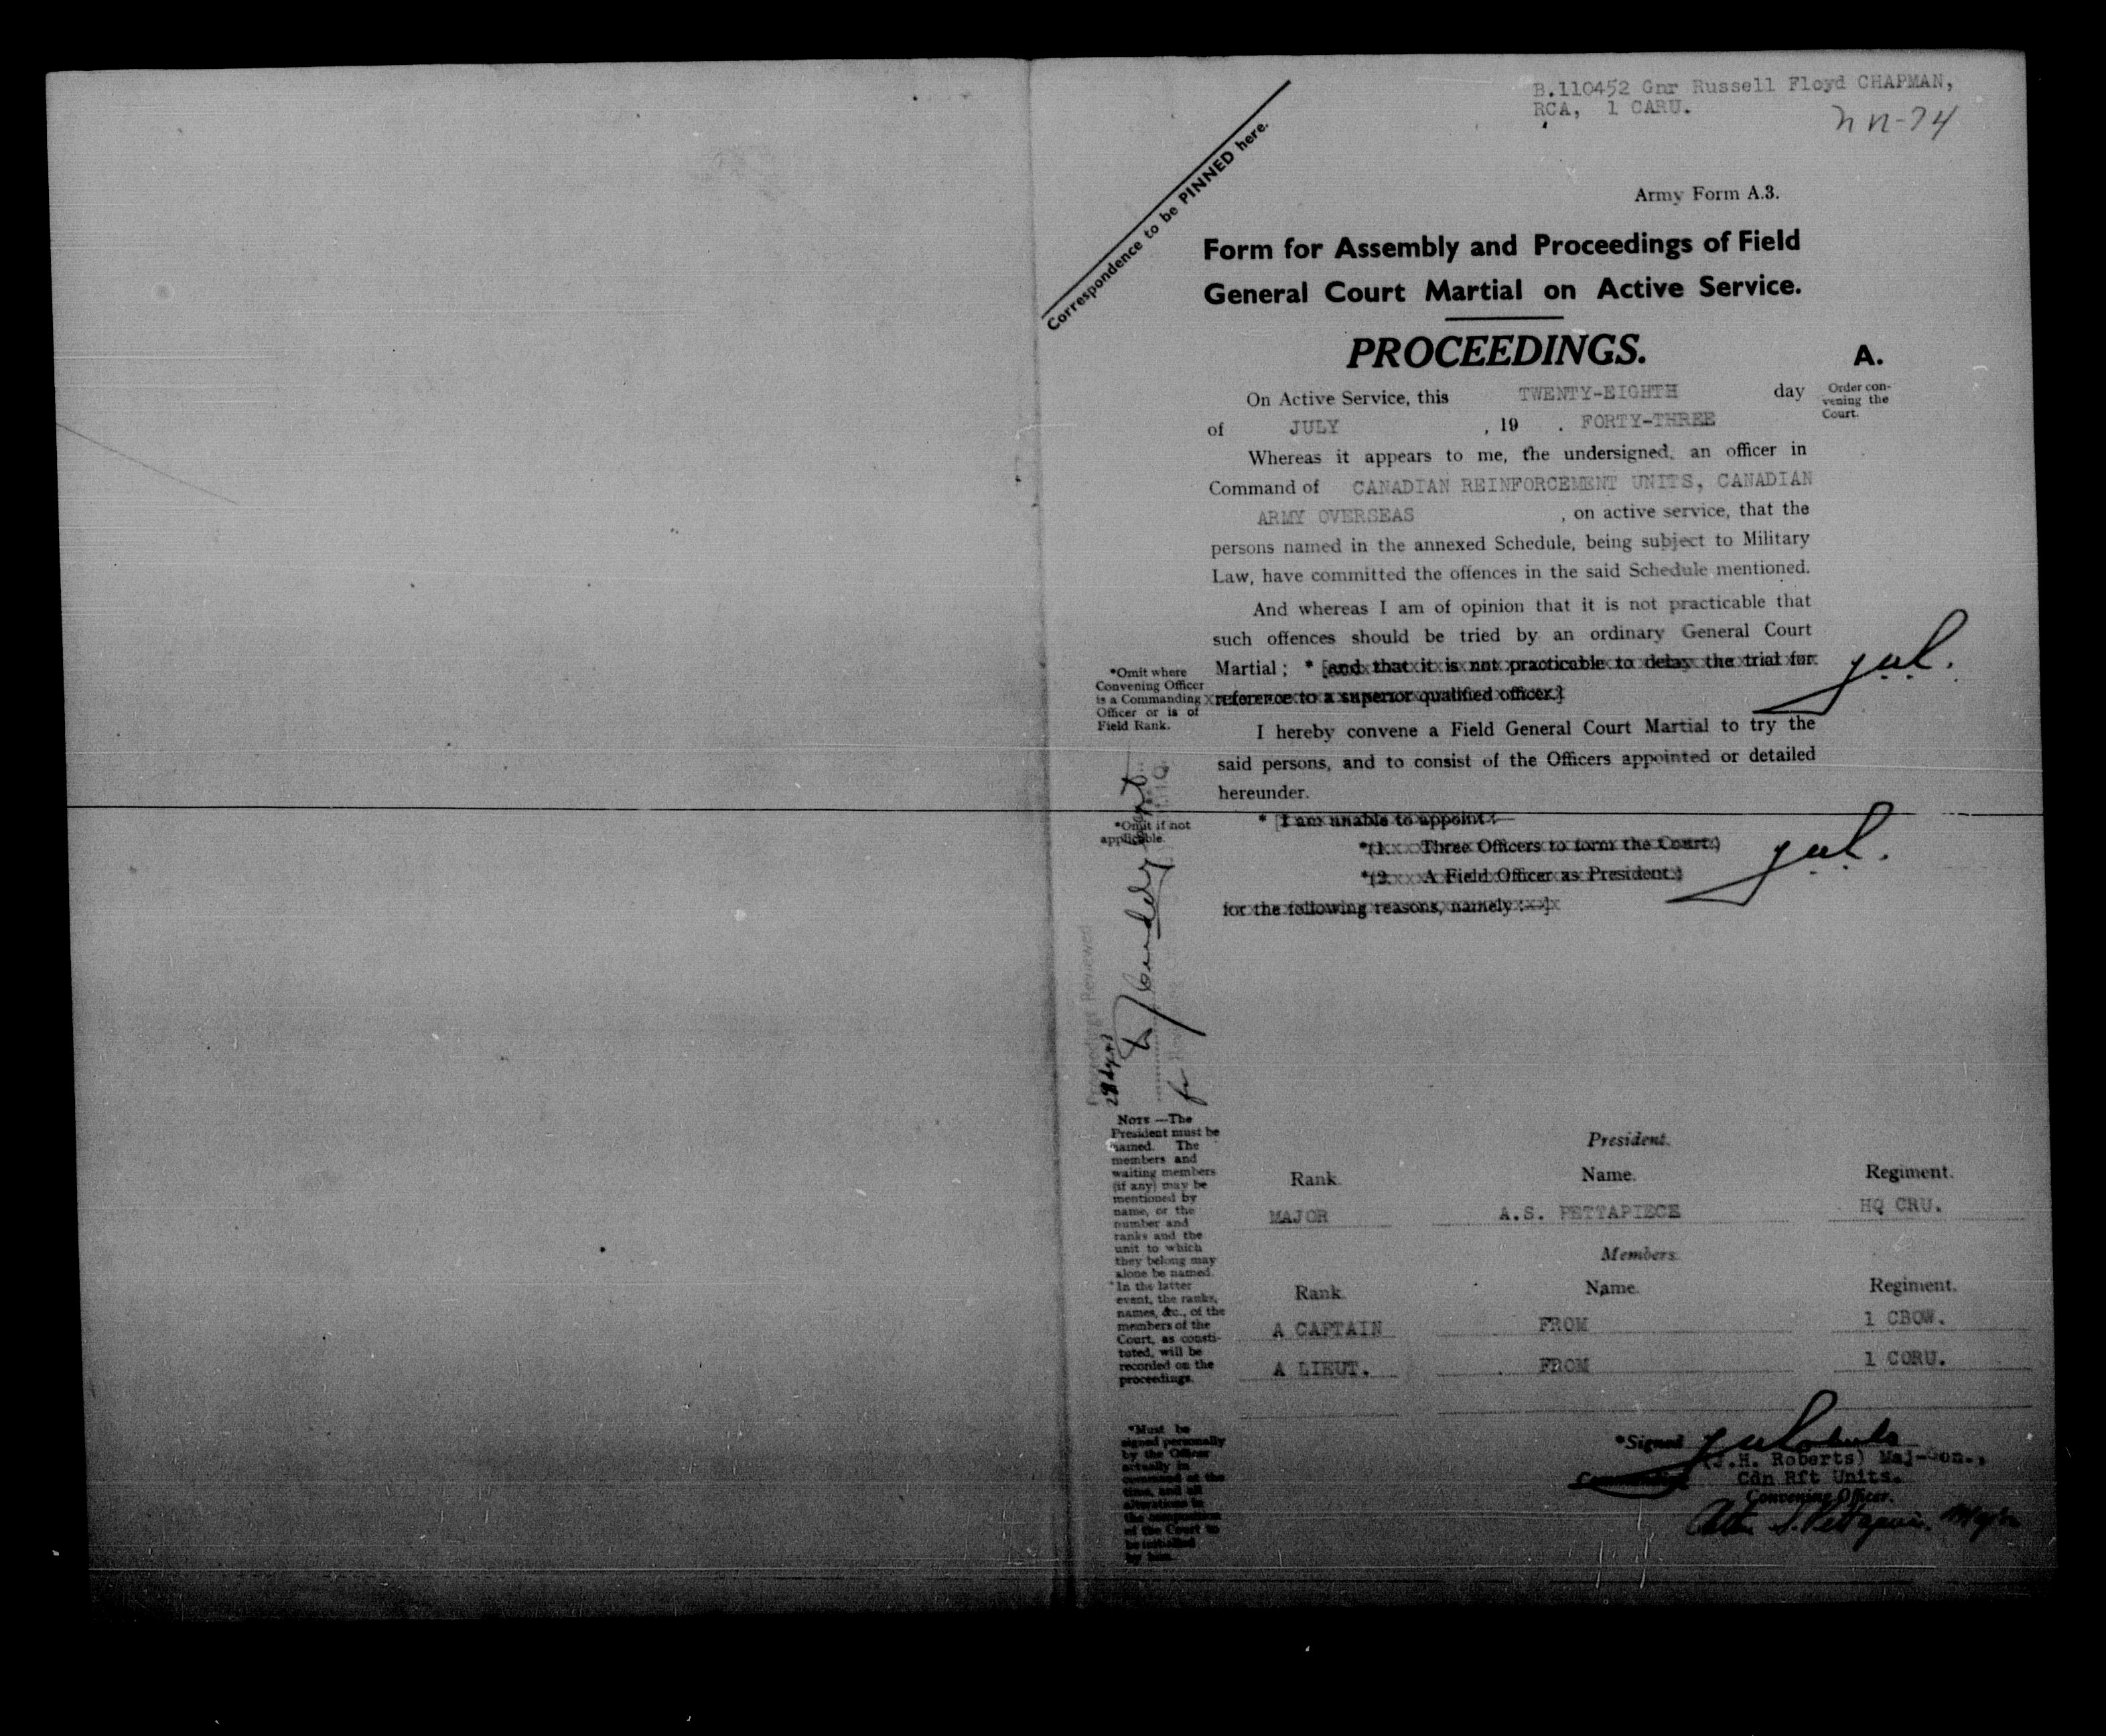 B.110452 Gnr Russell Floyd CHAPMAN,
RCA, 1 CARU.
Correspondence to be PINNED here.
Army Form A.3.
Form for Assembly and Proceedings of Field
General Court Martial on Active Service.
PROCEEDINGS.
A.
Order con-
vening the
Court.
On Active Service, this TWENTY-EIGHTH day
of JULY , 19 . FORTY-THREE
Whereas it appears to me, the undersigned, an officer in
Command of CANADIAN REINFORCEMENT UNITS, CANADIAN
ARMY OVERSEAS , on active service, that the
persons named in the annexed Schedule, being subject to Military
Law, have committed the offences in the said Schedule mentioned.
And whereas I am of opinion that it is not practicable that
such offences should be tried by an ordinary General Court
Martial ; * [and that it is not practicable to delay the trial for
reference to a superior qualified officer.]
*Omit where
Convening Officer
is a Commanding
Officer or is of
Field Rank.
I hereby convene a Field General Court Martial to try the
said persons, and to consist of the Officers appointed or detailed
hereunder.
*Omit if not
applicable.
* [I am unable to appoint :—
*(1. Three Officers to form the Court.)
*(2. A Field Officer as President.)
for the following reasons, namely :—]
NOTE —The
President must be
named. The
members and
waiting members
(if any) may be
mentioned by
name, or the
number and
ranks and the
unit to which
they belong may
alone be named.
In the latter
event, the ranks,
names, &c., of the
members of the
Court, as consti-
tuted, will be
recorded on the
proceedings.
President.
Rank. Name. Regiment.
MAJOR A.S. PETTAPIECE HQ CRU.
Members.
Rank. Name. Regiment.
A CAPTAIN FROM 1 CBOW.
A LIEUT. FROM 1 CORU.
*Must be
signed personally
by the Officer
actually in
command at the
time, and all
alterations in
the composition
of the Court to
be initialled
by him.
*Signed
(J.H. Roberts) Maj-Gen.,
Cdn Rft Units.
Convening Officer.